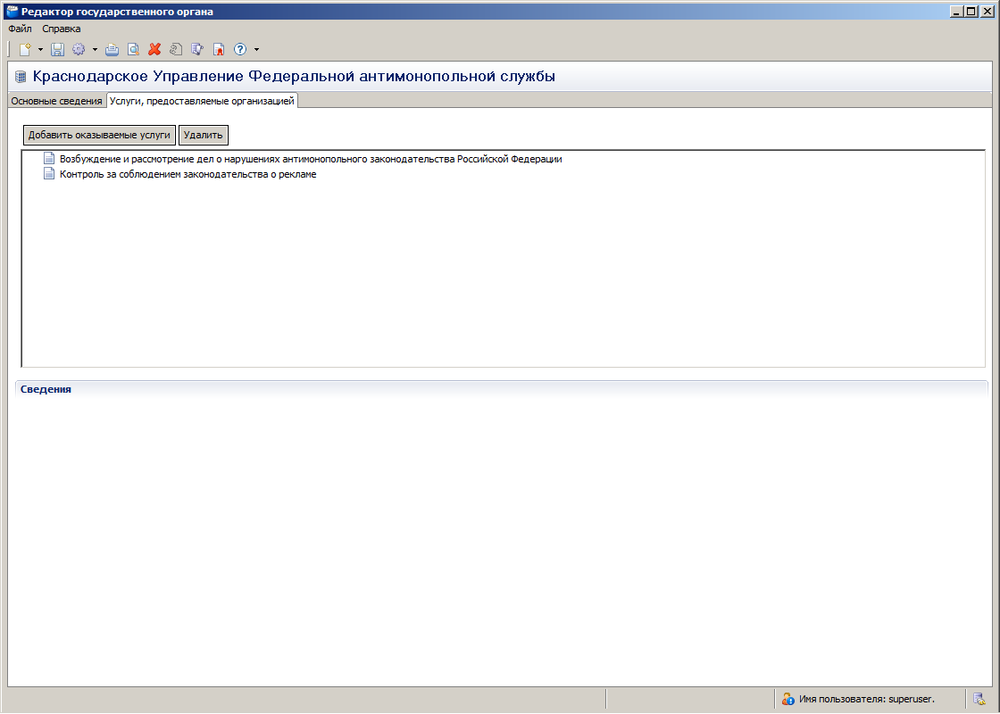 Редактор государственного органа
Файл Справка
Краснодарское Управление Федеральной антимонопольной службы
Основные сведения Услуги, предоставляемые организацией
Добавить оказываемые услуги Удалить
Возбуждение и рассмотрение дел о нарушениях антимонопольного законодательства Российской Федерации
Контроль за соблюдением законодательства о рекламе
Сведения
Имя пользователя: superuser.